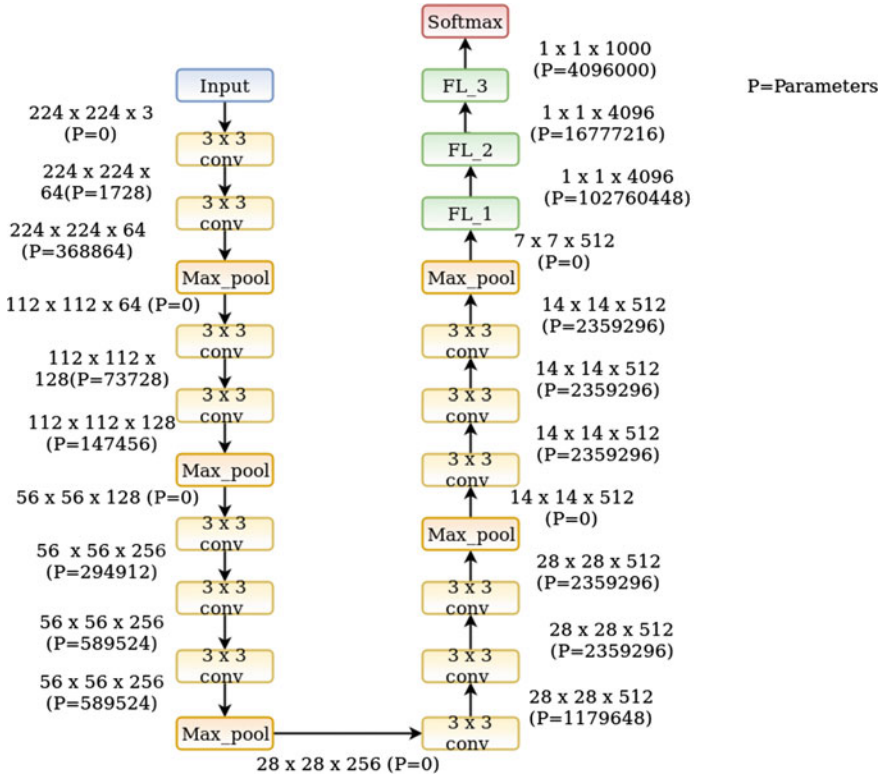 Input
224 x 224 x 3
(P=0)
3 x 3
conv
224 x 224 x
64(P=1728)
3 x 3
conv
224 x 224 x 64
(P=368864)
Max_pool
112 x 112 x 64 (P=0)
3 x 3
conv
112 x 112 x
128(P=73728)
3 x 3
conv
112 x 112 x 128
(P=147456)
Max_pool
56 x 56 x 128 (P=0)
3 x 3
conv
56 x 56 x 256
(P=294912)
3 x 3
conv
56 x 56 x 256
(P=589524)
3 x 3
conv
56 x 56 x 256
(P=589524)
Max_pool
28 x 28 x 256 (P=0)
Softmax
1 x 1 x 1000
(P=4096000)
FL_3
1 x 1 x 4096
(P=16777216)
FL_2
1 x 1 x 4096
(P=102760448)
FL_1
7 x 7 x 512
(P=0)
Max_pool
14 x 14 x 512
(P=2359296)
3 x 3
conv
14 x 14 x 512
(P=2359296)
3 x 3
conv
14 x 14 x 512
(P=2359296)
3 x 3
conv
14 x 14 x 512
(P=0)
Max_pool
28 x 28 x 512
(P=2359296)
3 x 3
conv
28 x 28 x 512
(P=2359296)
3 x 3
conv
28 x 28 x 512
(P=1179648)
3 x 3
conv
P=Parameters